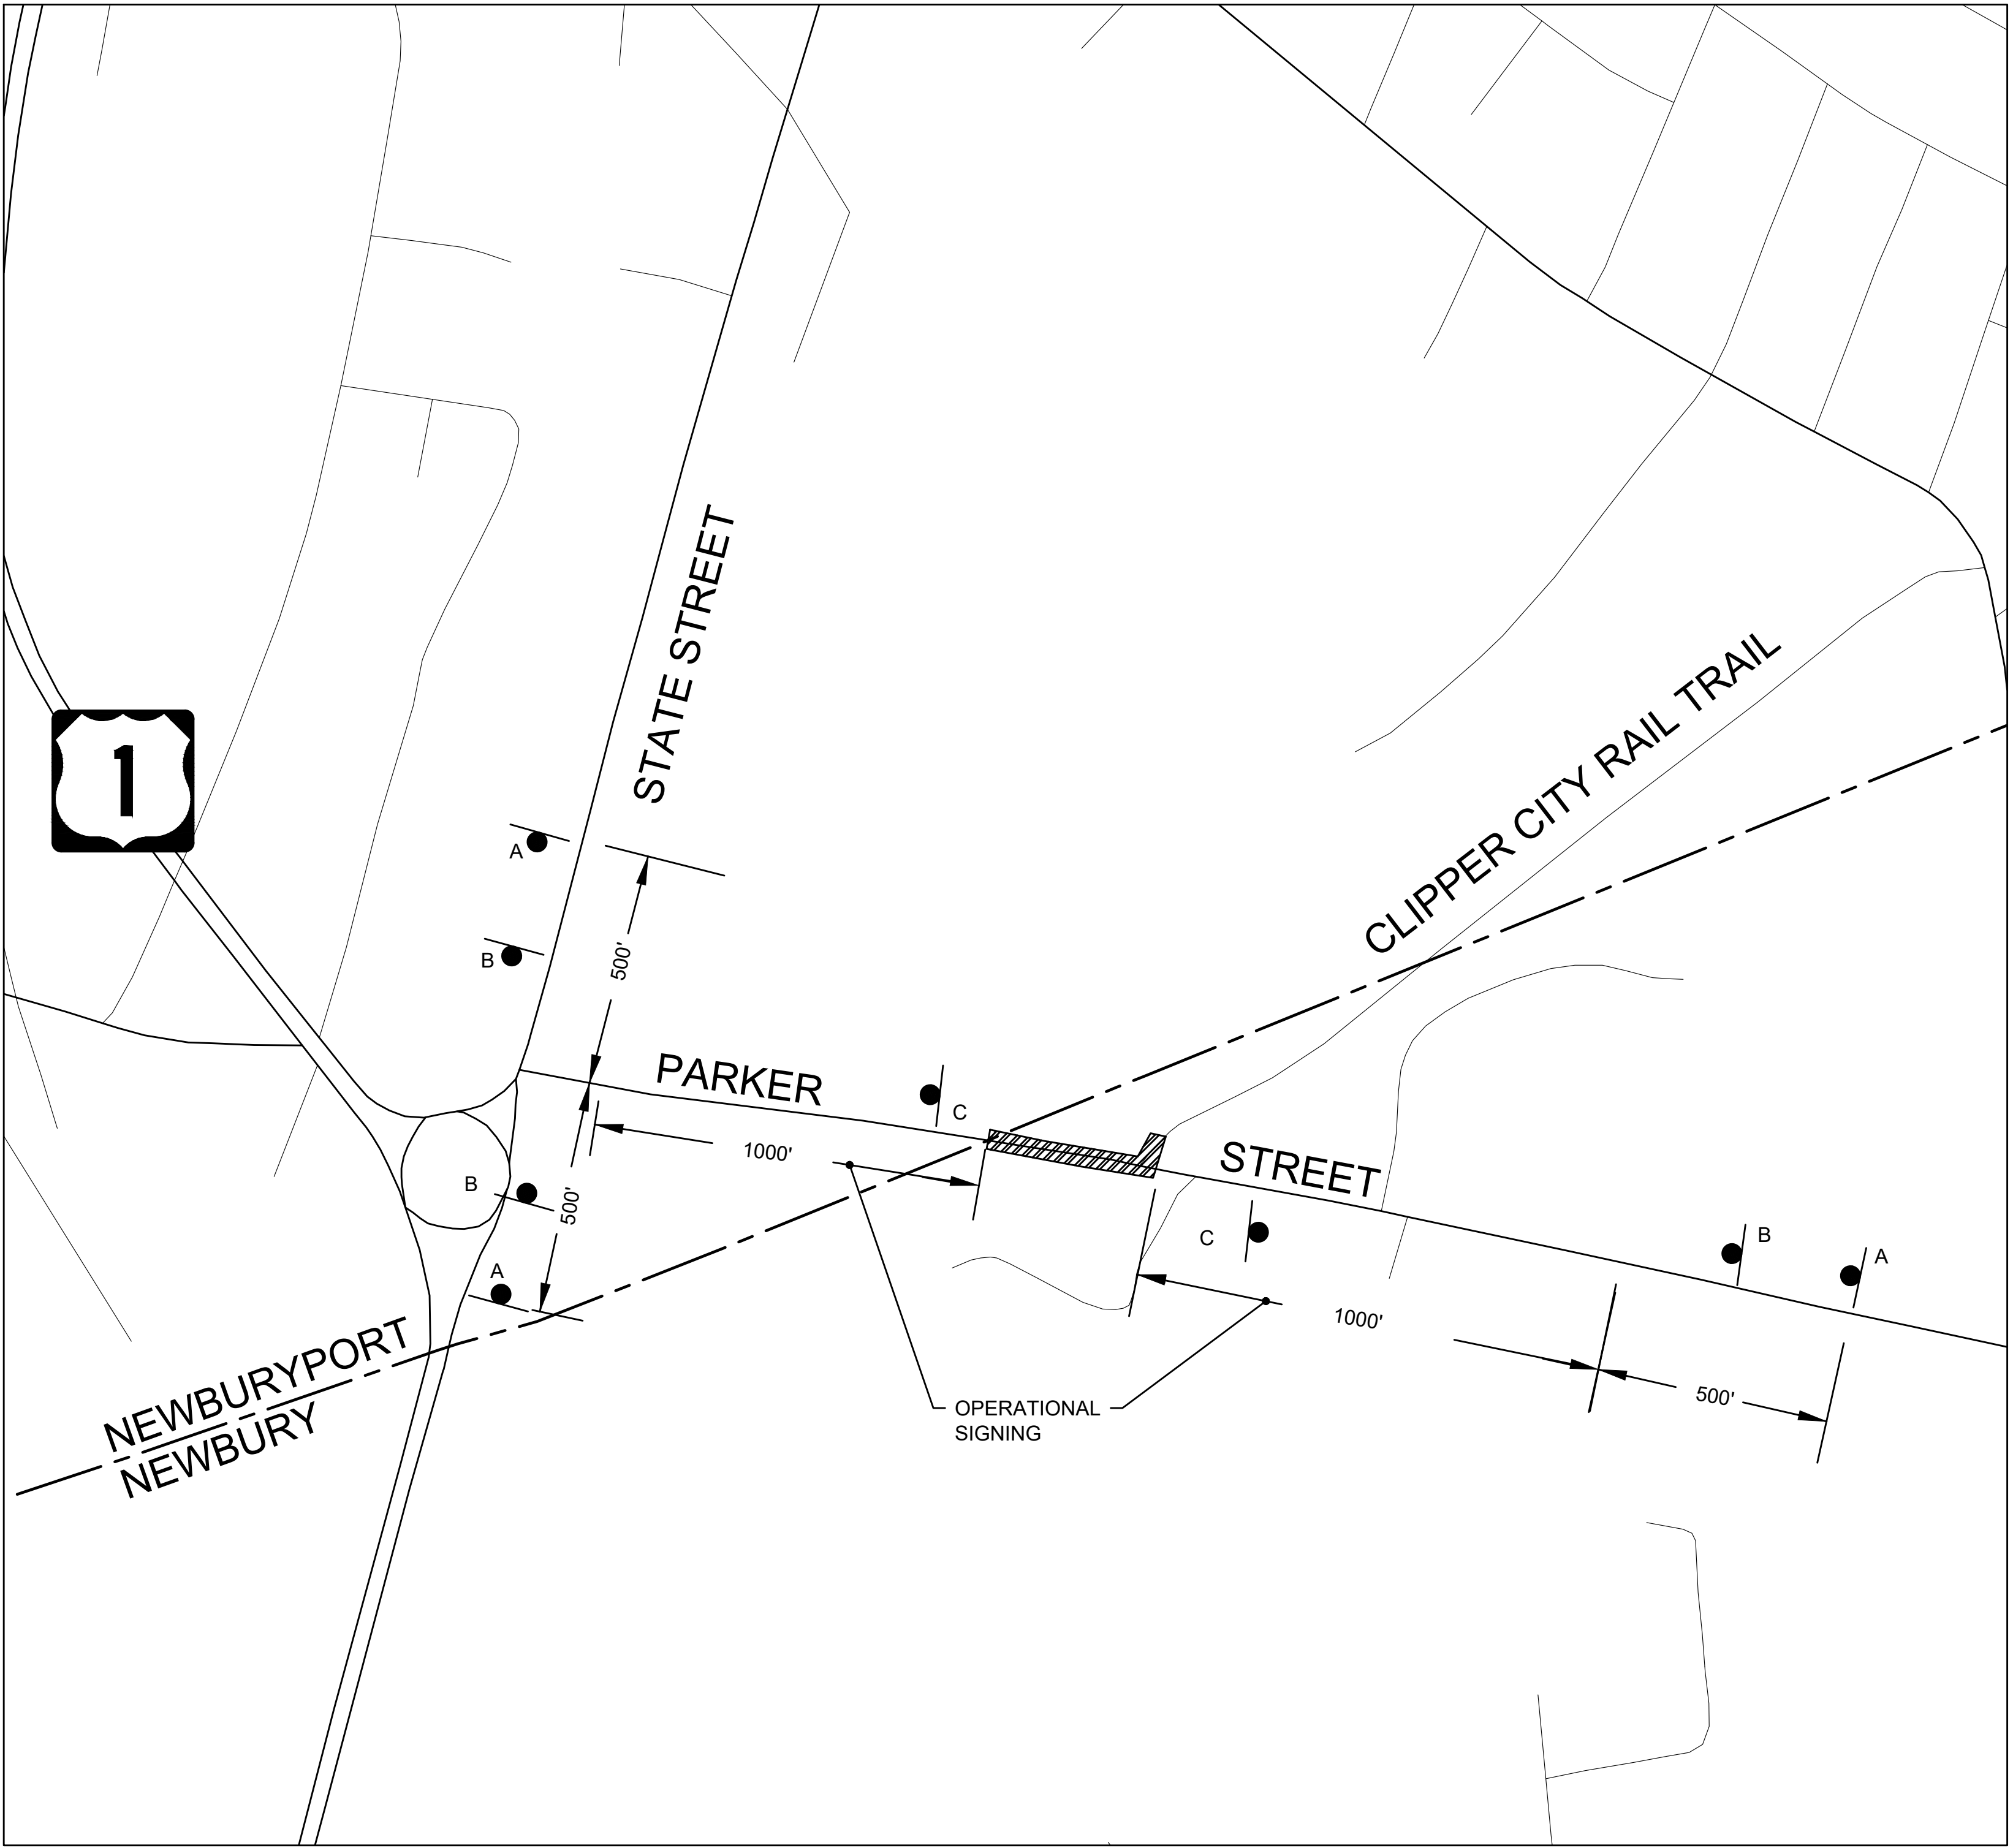 STATE STREET
1
CLIPPER CITY RAIL TRAIL
A
B
500'
PARKER
C
1000'
STREET
B
500'
C
B
A
A
1000'
500'
NEWBURYPORT
NEWBURY
OPERATIONAL
SIGNING